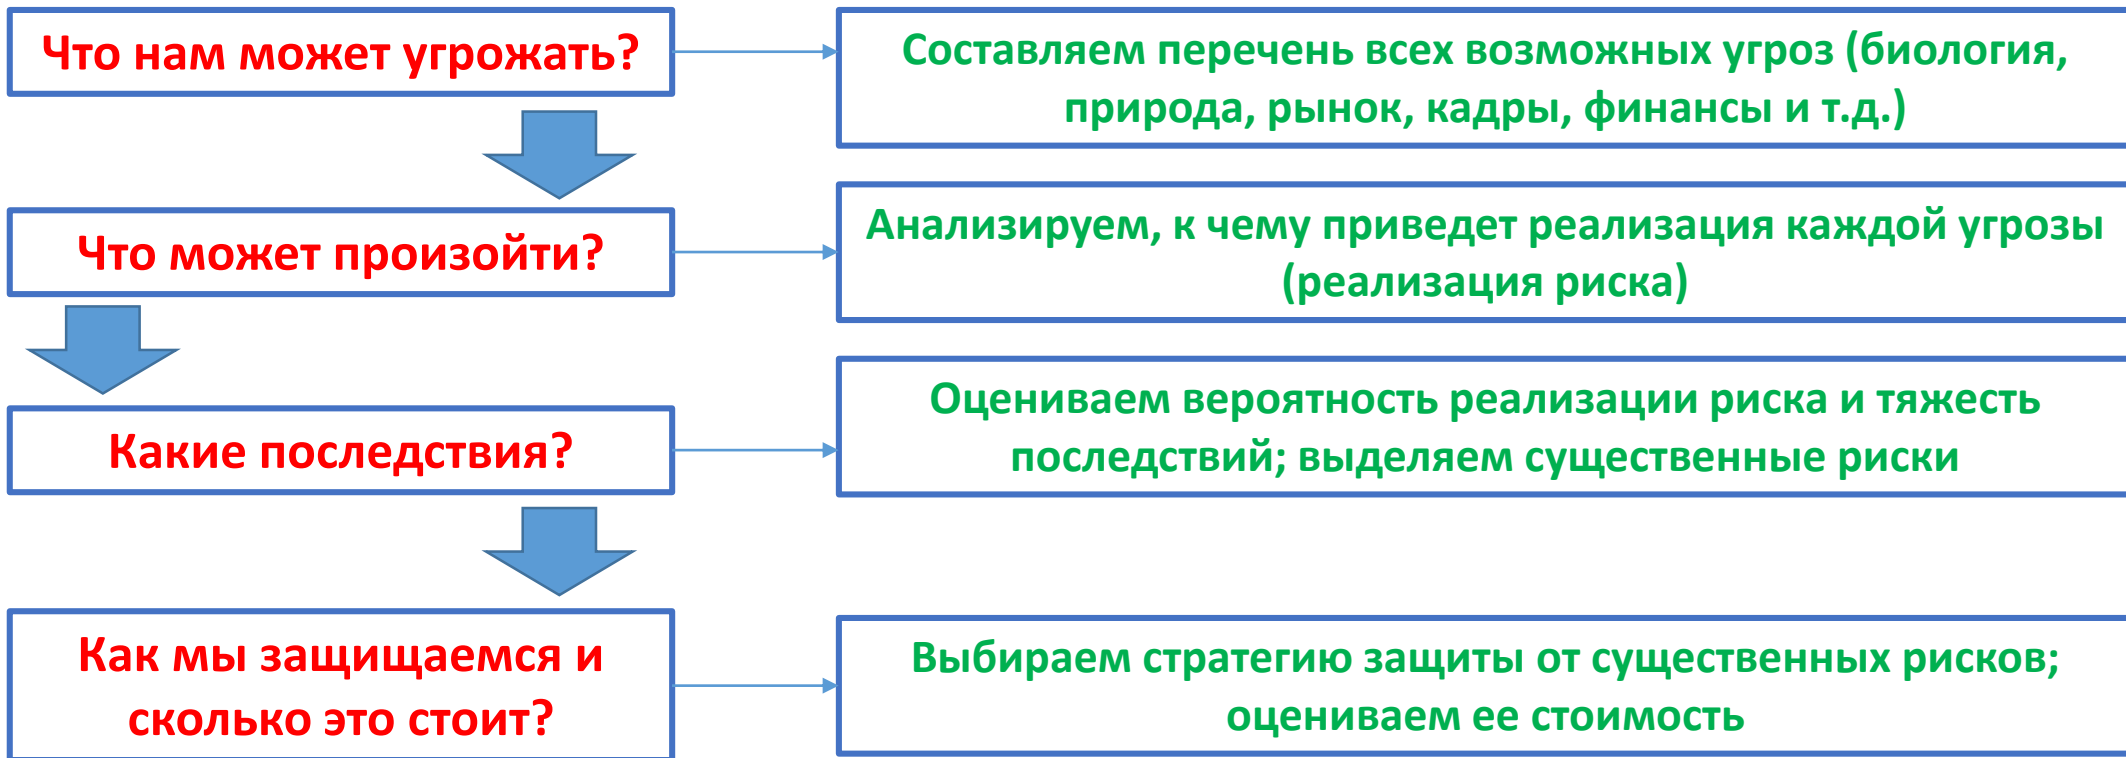 Что нам может угрожать?
Составляем перечень всех возможных угроз (биология,
природа, рынок, кадры, финансы и т.д.)
Что может произойти?
Анализируем, к чему приведет реализация каждой угрозы
(реализация риска)
Какие последствия?
Оцениваем вероятность реализации риска и тяжесть
последствий; выделяем существенные риски
Как мы защищаемся и
сколько это стоит?
Выбираем стратегию защиты от существенных рисков;
оцениваем ее стоимость